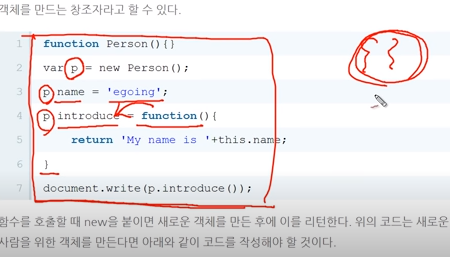 객체를 만드는 창조자라고 할 수 있다.
1 function Person(){}
2 var p = new Person();
3 p.name = 'egoing';
4 p.introduce = function(){
5 return 'My name is '+this.name;
6 }
7 document.write(p.introduce());
함수를 호출할 때 new을 붙이면 새로운 객체를 만든 후에 이를 리턴한다. 위의 코드는 새로운
사람을 위한 객체를 만든다면 아래와 같이 코드를 작성해야 할 것이다.